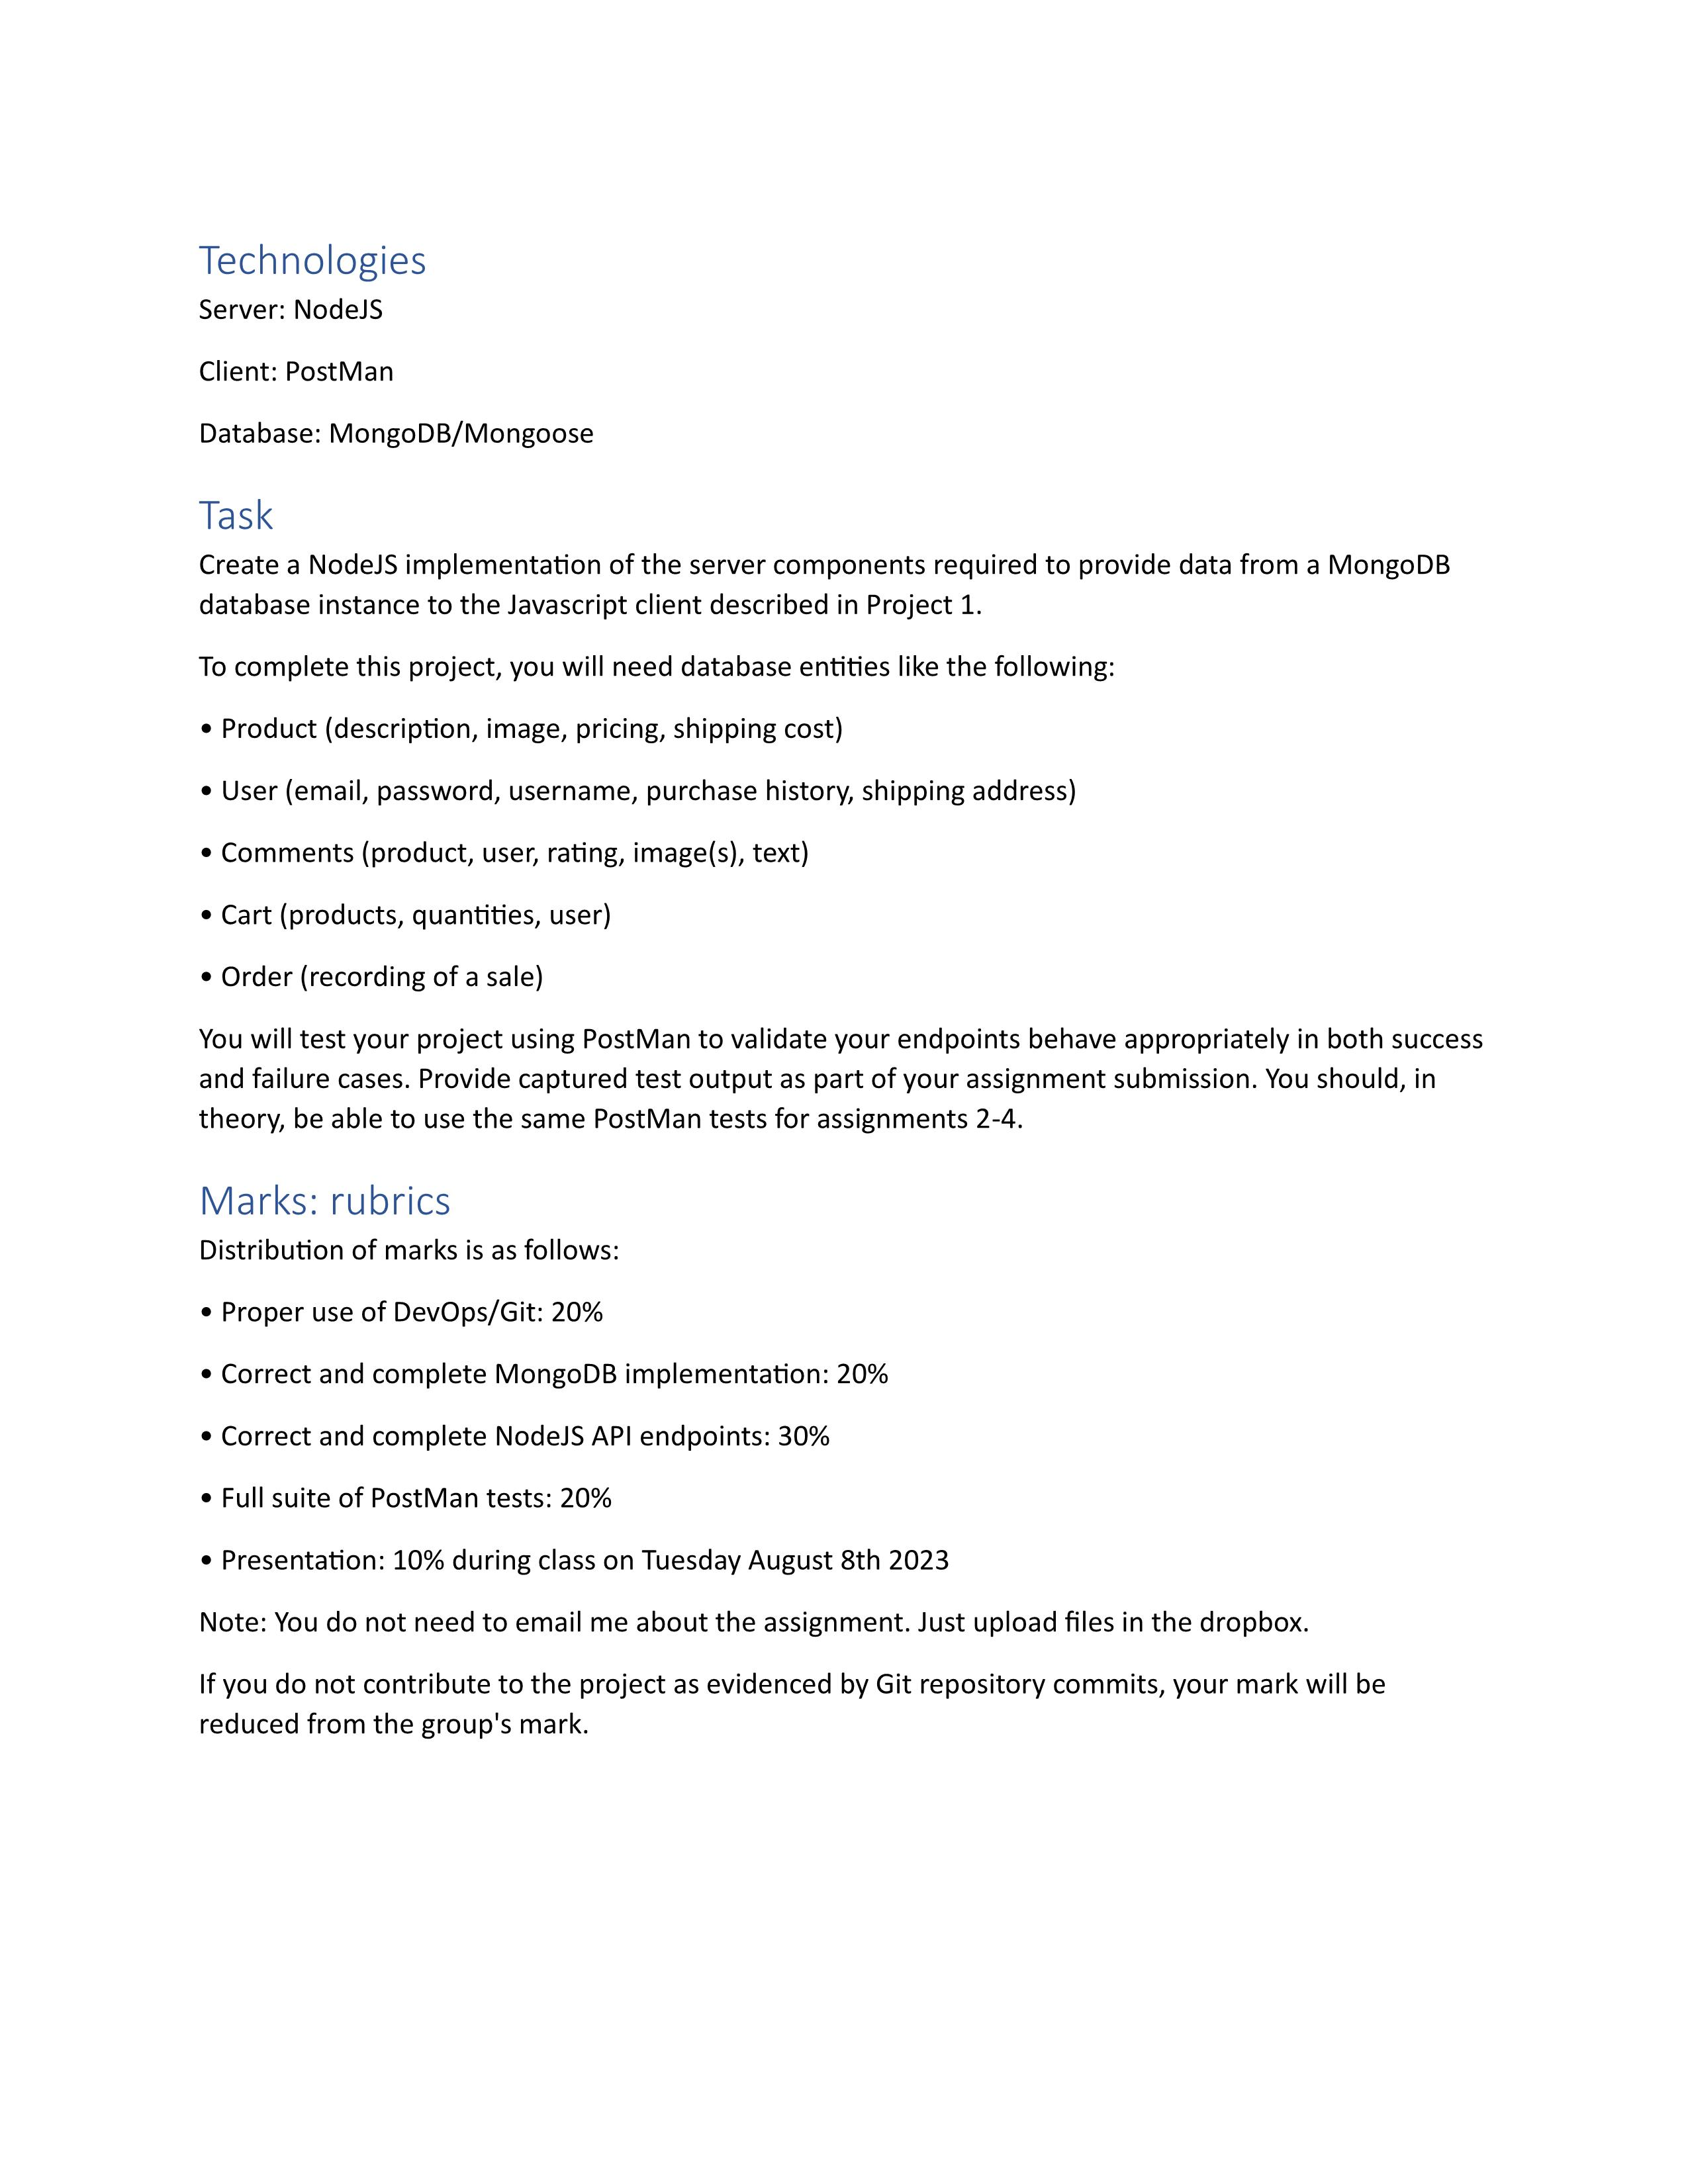 Technologies
Server: NodeJS
Client: PostMan
Database: MongoDB/Mongoose
Task
Create a NodeJS implementation of the server components required to provide data from a MongoDB
database instance to the Javascript client described in Project 1.
To complete this project, you will need database entities like the following:
• Product (description, image, pricing, shipping cost)
• User (email, password, username, purchase history, shipping address)
• Comments (product, user, rating, image(s), text)
• Cart (products, quantities, user)
• Order (recording of a sale)
You will test your project using PostMan to validate your endpoints behave appropriately in both success
and failure cases. Provide captured test output as part of your assignment submission. You should, in
theory, be able to use the same PostMan tests for assignments 2-4.
Marks: rubrics
Distribution of marks is as follows:
• Proper use of DevOps/Git: 20%
• Correct and complete MongoDB implementation: 20%
• Correct and complete NodeJS API endpoints: 30%
• Full suite of PostMan tests: 20%
• Presentation: 10% during class on Tuesday August 8th 2023
Note: You do not need to email me about the assignment. Just upload files in the dropbox.
If you do not contribute to the project as evidenced by Git repository commits, your mark will be
reduced from the group's mark.